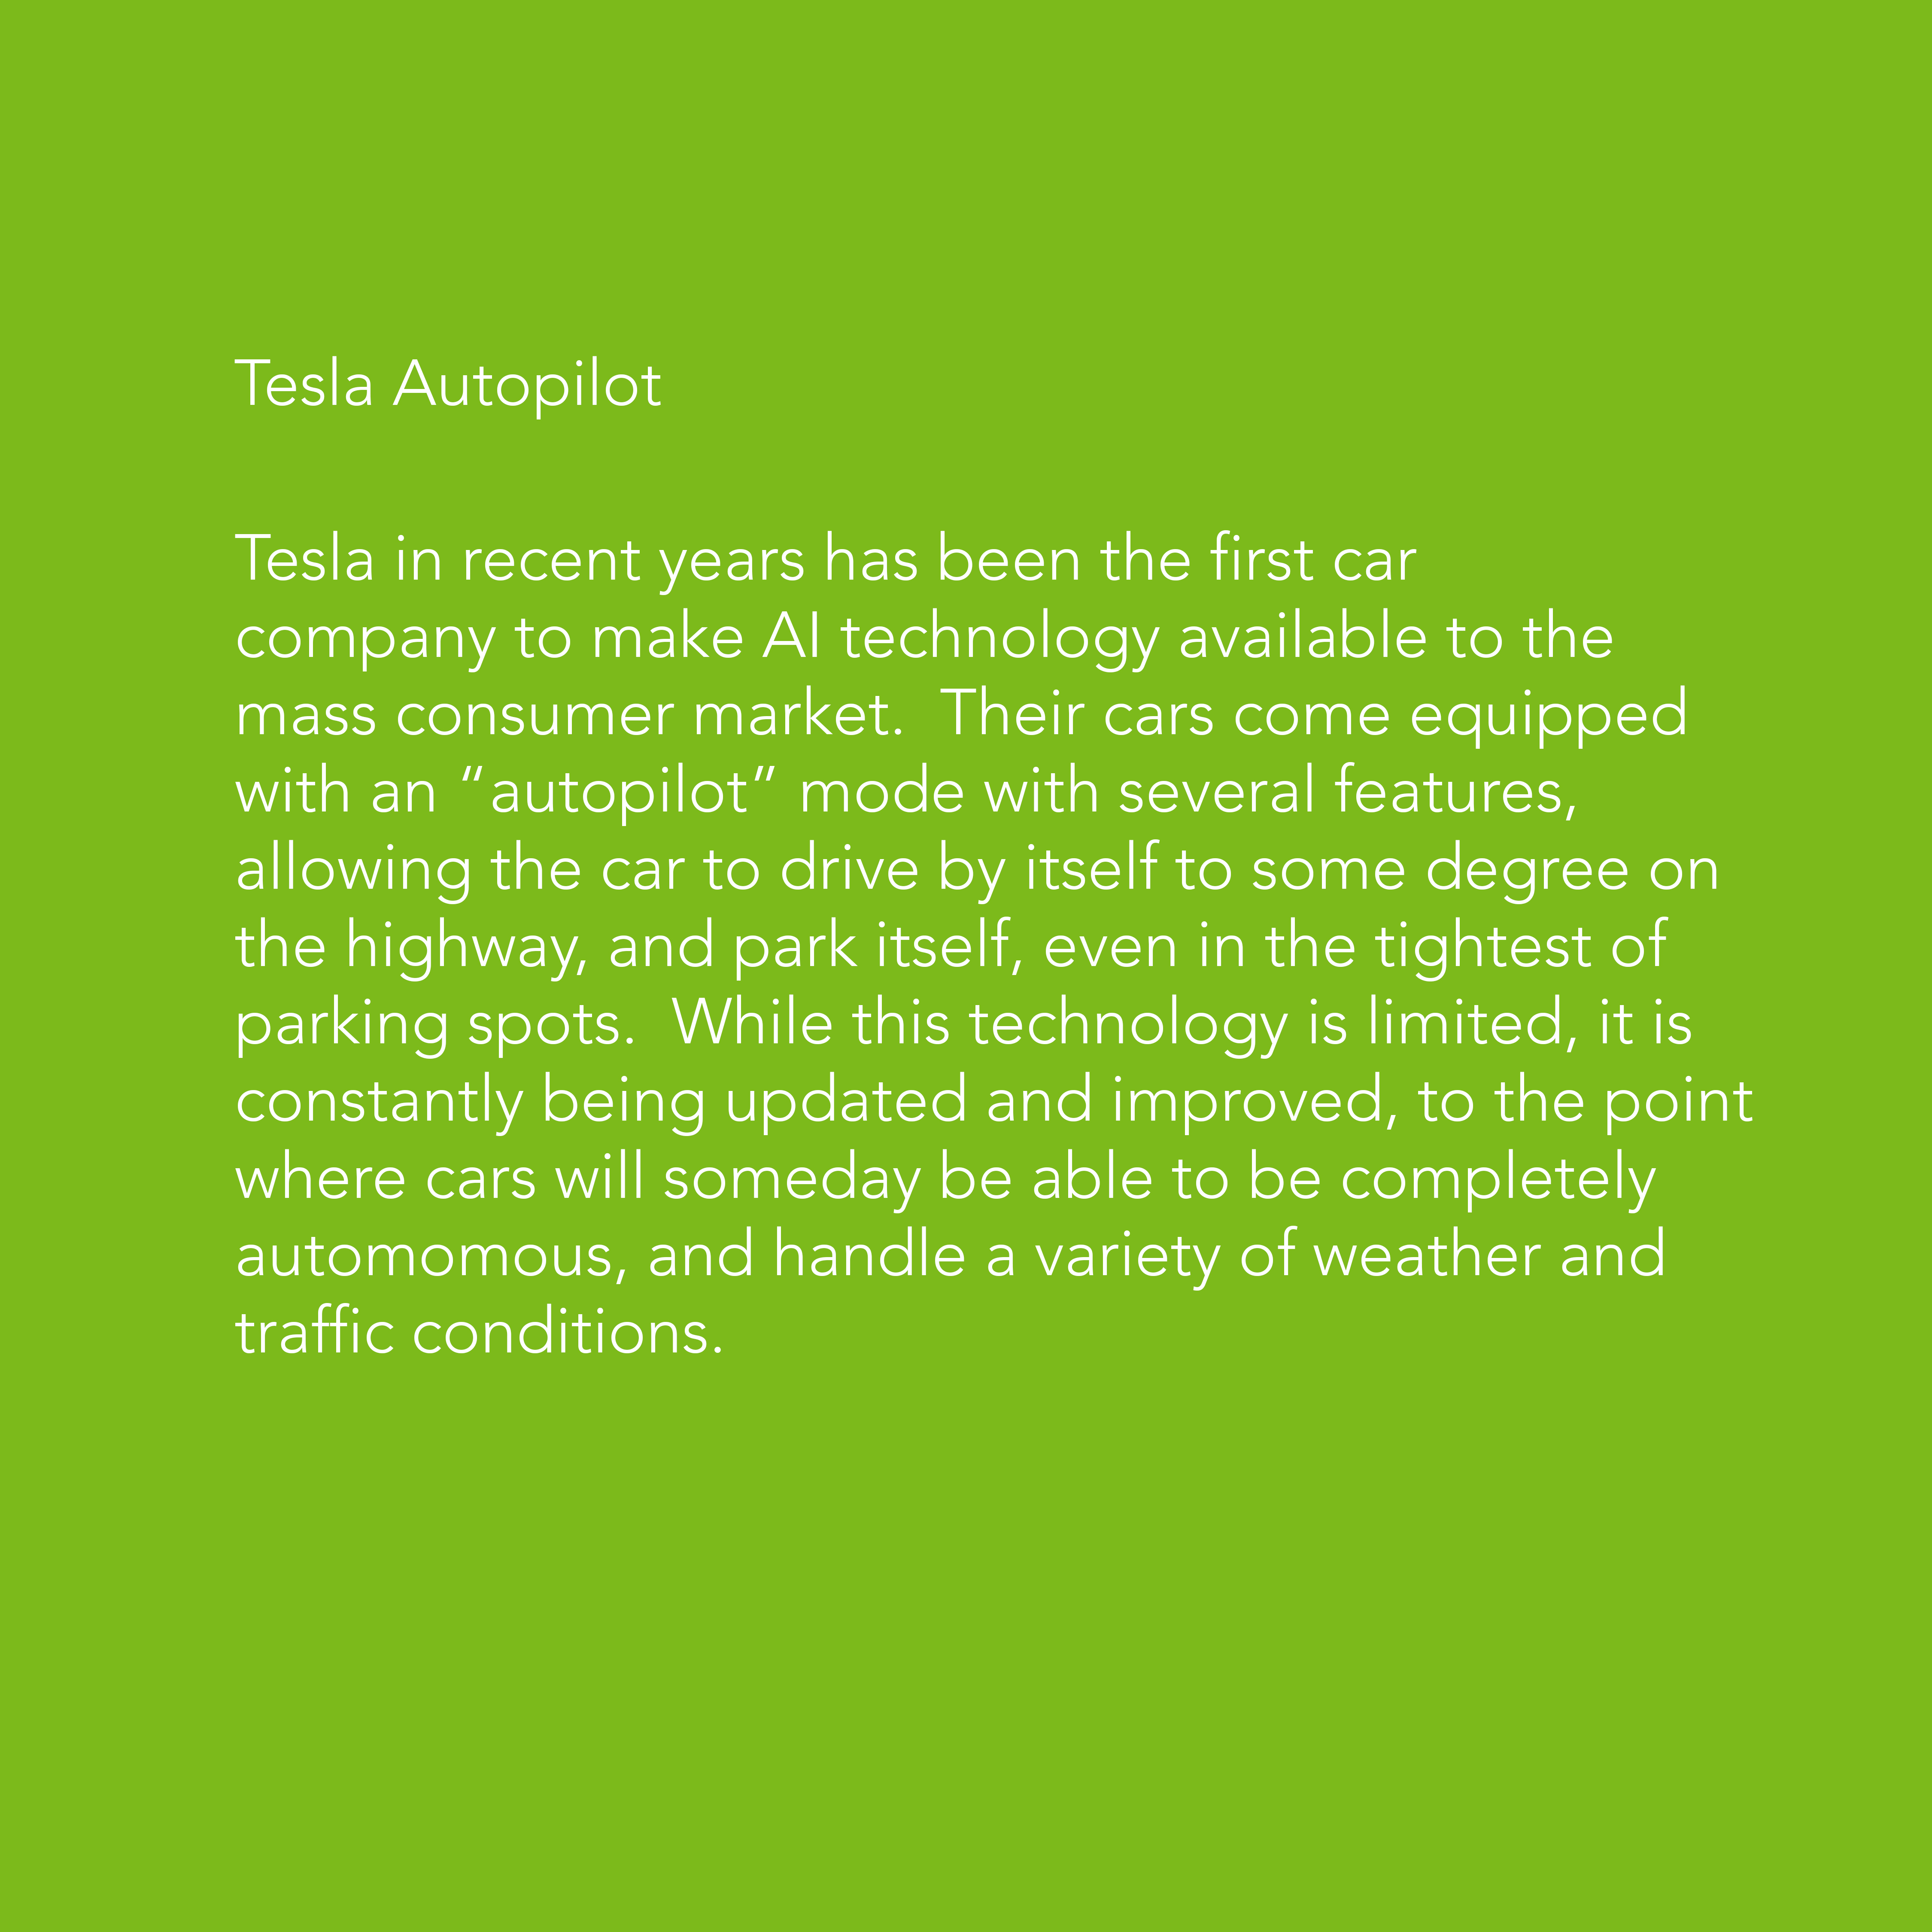 Tesla Autopilot
Tesla in recent years has been the first car
company to make AI technology available to the
mass consumer market.  Their cars come equipped
with an “autopilot” mode with several features,
allowing the car to drive by itself to some degree on
the highway, and park itself, even in the tightest of
parking spots.  While this technology is limited, it is
constantly being updated and improved, to the point
where cars will someday be able to be completely
automomous, and handle a variety of weather and
traffic conditions.